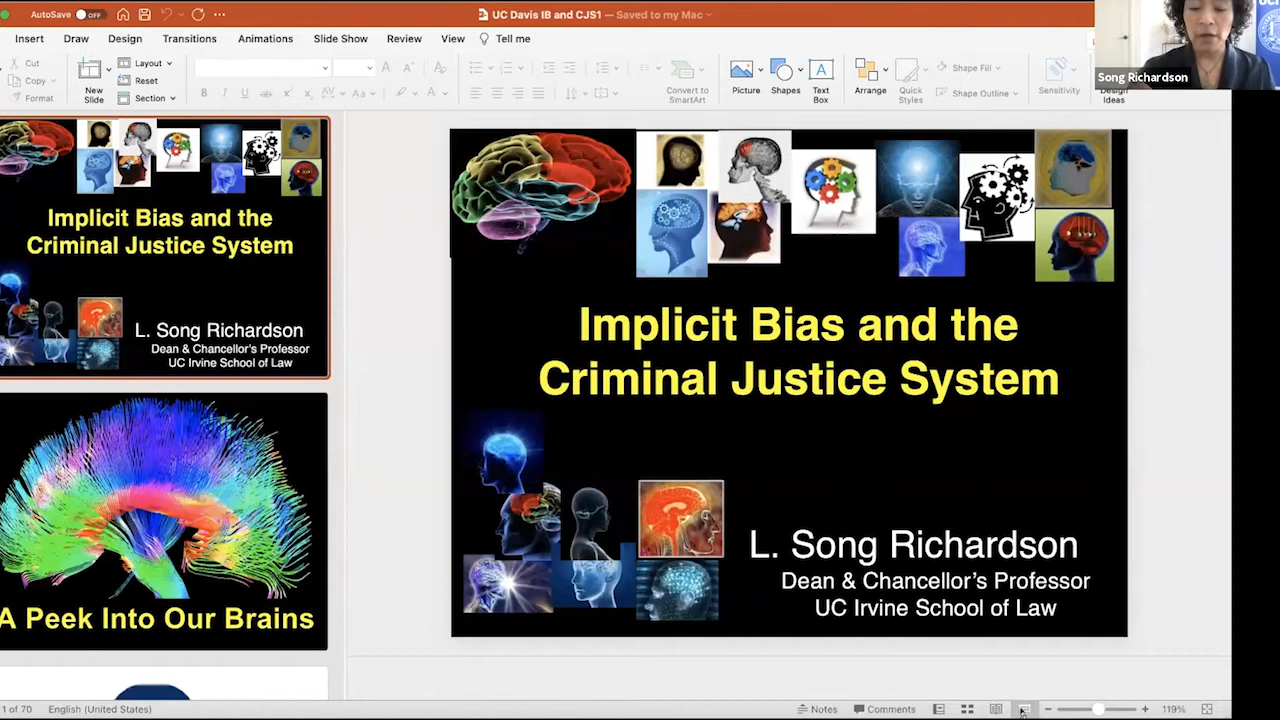 AutoSave OFF
UC Davis IB and CJS1 — Saved to my Mac
Insert Draw Design Transitions Animations Slide Show Review View Tell me
Cut
Copy
Format
New
Slide
Layout
Reset
Section
Convert to
SmartArt
Picture
Shapes
Text
Box
Arrange
Quick
Styles
Shape Fill
Shape Outline
Sensitivity
Design
Ideas
Song Richardson
Implicit Bias and the
Criminal Justice System
L. Song Richardson
Dean & Chancellor's Professor
UC Irvine School of Law
A Peek Into Our Brains
Implicit Bias and the
Criminal Justice System
L. Song Richardson
Dean & Chancellor's Professor
UC Irvine School of Law
1 of 70 English (United States) Notes Comments 119%